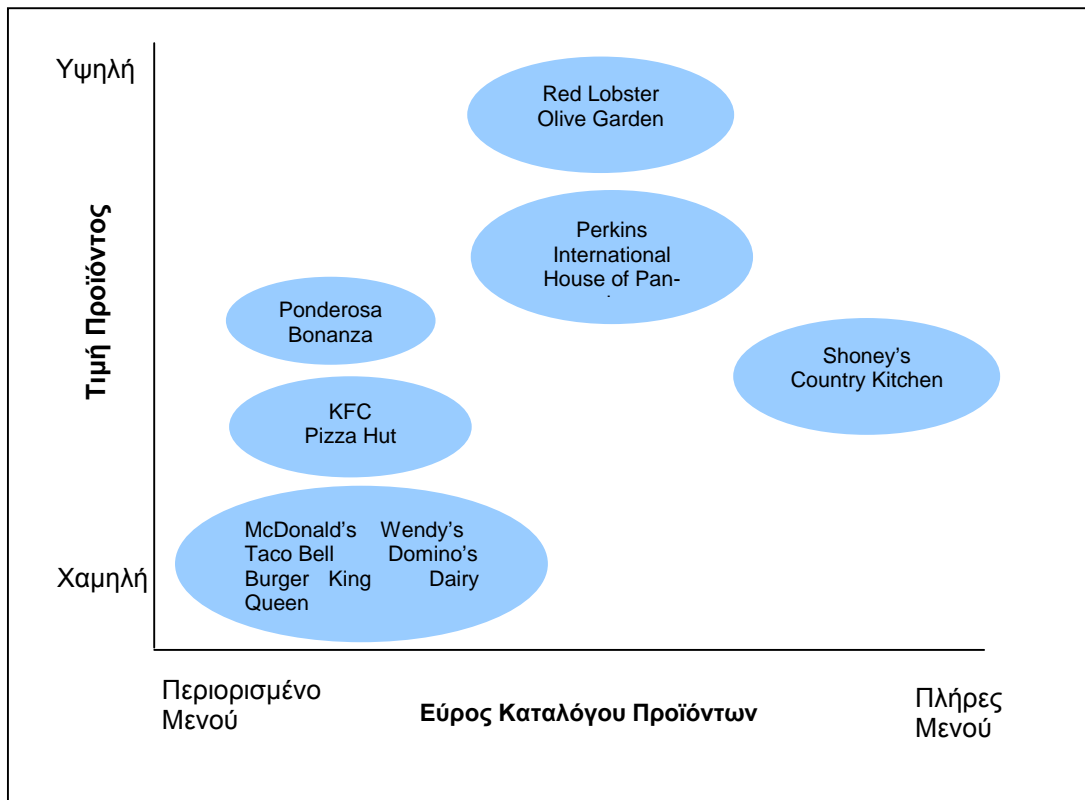 Υψηλή
Red Lobster
Olive Garden
Τιμή Προϊόντος
Perkins
International
House of Pan-
Ponderosa
Bonanza
Shoney's
Country Kitchen
KFC
Pizza Hut
McDonald's Wendy's
Taco Bell Domino's
Burger King Dairy
Queen
Χαμηλή
Περιορισμένο
Μενού
Εύρος Καταλόγου Προϊόντων
Πλήρες
Μενού